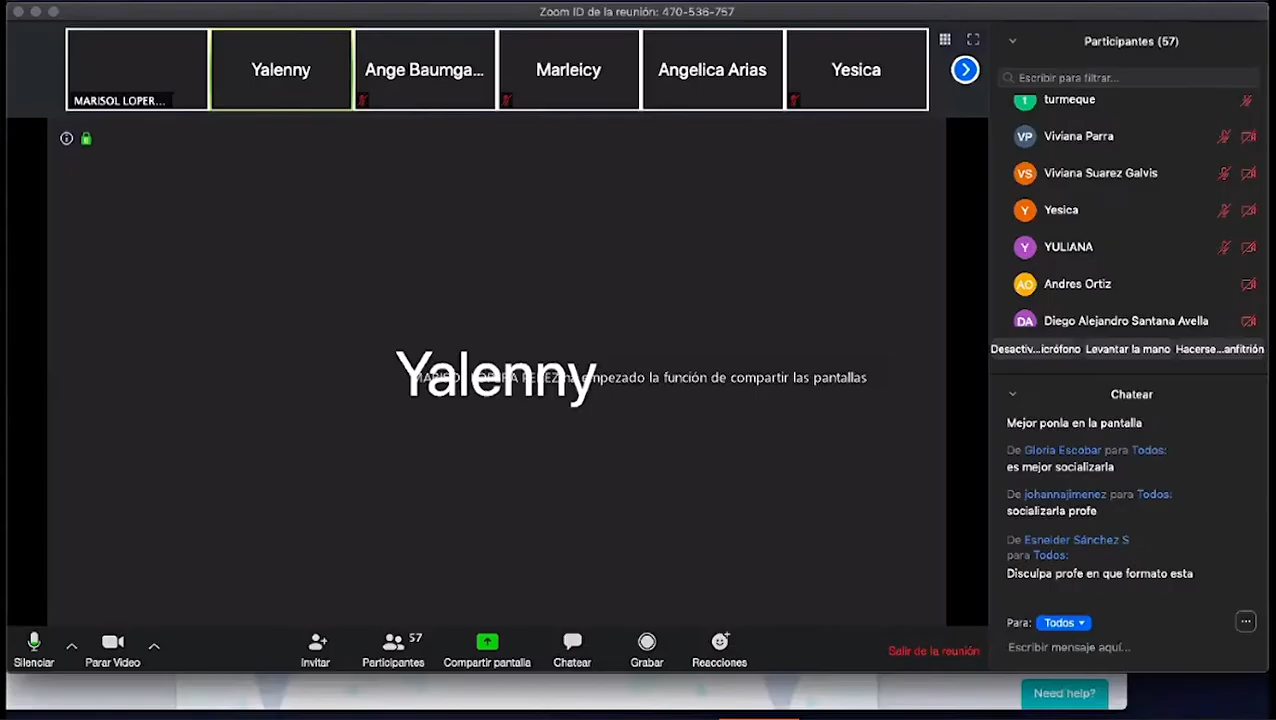 Zoom ID de la reunión: 470-536-757
MARISOL LOPER...
Yalenny
Ange Baumga...
Marleicy
Angelica Arias
Yesica
Participantes (57)
Escribir para filtrar...
turmeque
VP Viviana Parra
VS Viviana Suarez Galvis
Y Yesica
Y YULIANA
AO Andres Ortiz
DA Diego Alejandro Santana Avella
Desactiv...icrófono Levantar la mano Hacerse...anfitrión
Yalenny
empezado la función de compartir las pantallas
Chatear
Mejor ponla en la pantalla
De Gloria Escobar para Todos:
es mejor socializarla
De johannajimenez para Todos:
socializarla profe
De Esneider Sánchez S
para Todos:
Disculpa profe en que formato esta
Para: Todos
Escribir mensaje aquí...
Silenciar
Parar Video
Invitar
57
Participantes
Compartir pantalla
Chatear
Grabar
Reacciones
Salir de la reunión
Need help?